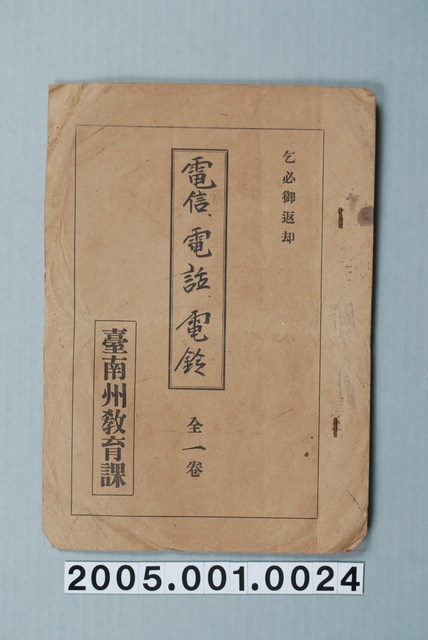 乞必御返却
電信、電話、電鈴
全一卷
臺南州教育課
2005.001.0024